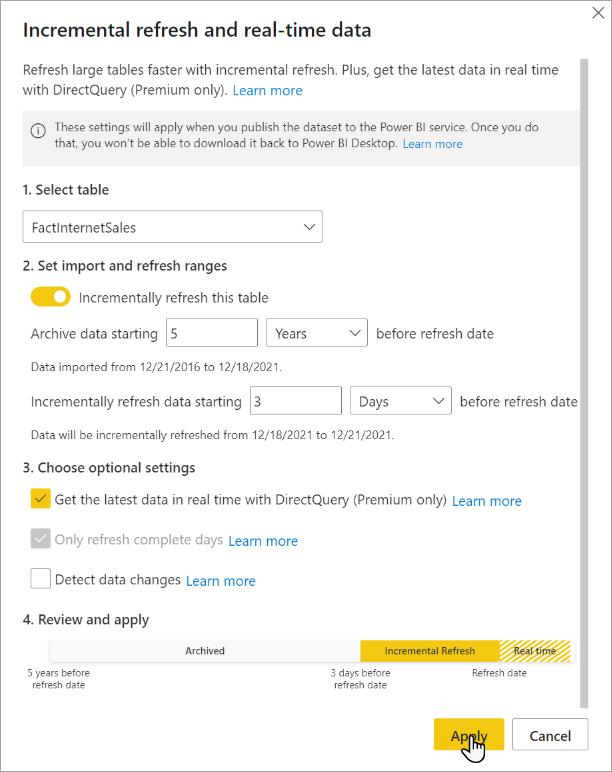 Incremental refresh and real-time data
Refresh large tables faster with incremental refresh. Plus, get the latest data in real time
with DirectQuery (Premium only). Learn more
These settings will apply when you publish the dataset to the Power BI service. Once you do
that, you won't be able to download it back to Power BI Desktop. Learn more
1. Select table
FactInternetSales
2. Set import and refresh ranges
Incrementally refresh this table
Archive data starting 5 Years before refresh date
Data imported from 12/21/2016 to 12/18/2021.
Incrementally refresh data starting 3 Days before refresh date
Data will be incrementally refreshed from 12/18/2021 to 12/21/2021.
3. Choose optional settings
Get the latest data in real time with DirectQuery (Premium only) Learn more
Only refresh complete days Learn more
Detect data changes Learn more
4. Review and apply
Archived Incremental Refresh Real time
5 years before 3 days before Refresh date
refresh date refresh date
Apply Cancel